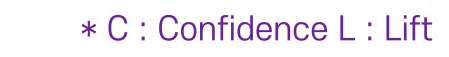 * C : Confidence L : Lift